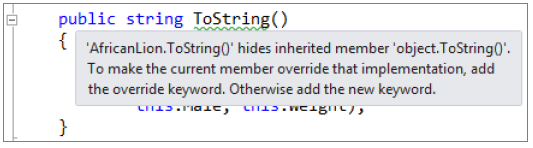 public string ToString()
{
'AfricanLion.ToString()' hides inherited member 'object.ToString()'.
To make the current member override that implementation, add
the override keyword. Otherwise add the new keyword.
this.Male, this.Weight);
}